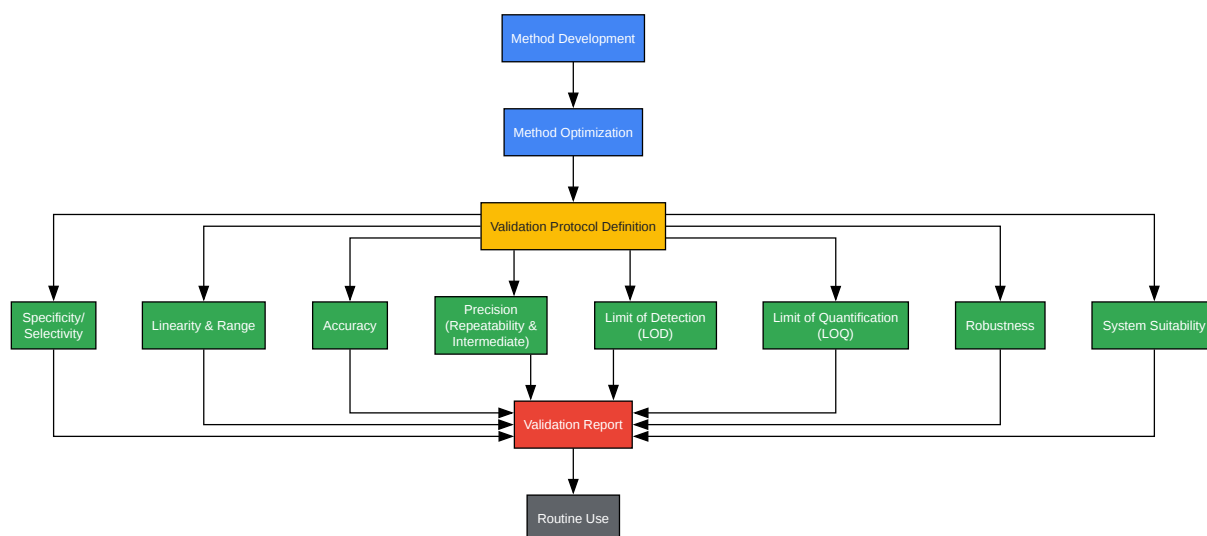 Method Development
Method Optimization
Validation Protocol Definition
Specificity/
Selectivity
Linearity & Range
Accuracy
Precision
(Repeatability &
Intermediate)
Limit of Detection
(LOD)
Limit of Quantification
(LOQ)
Robustness
System Suitability
Validation Report
Routine Use